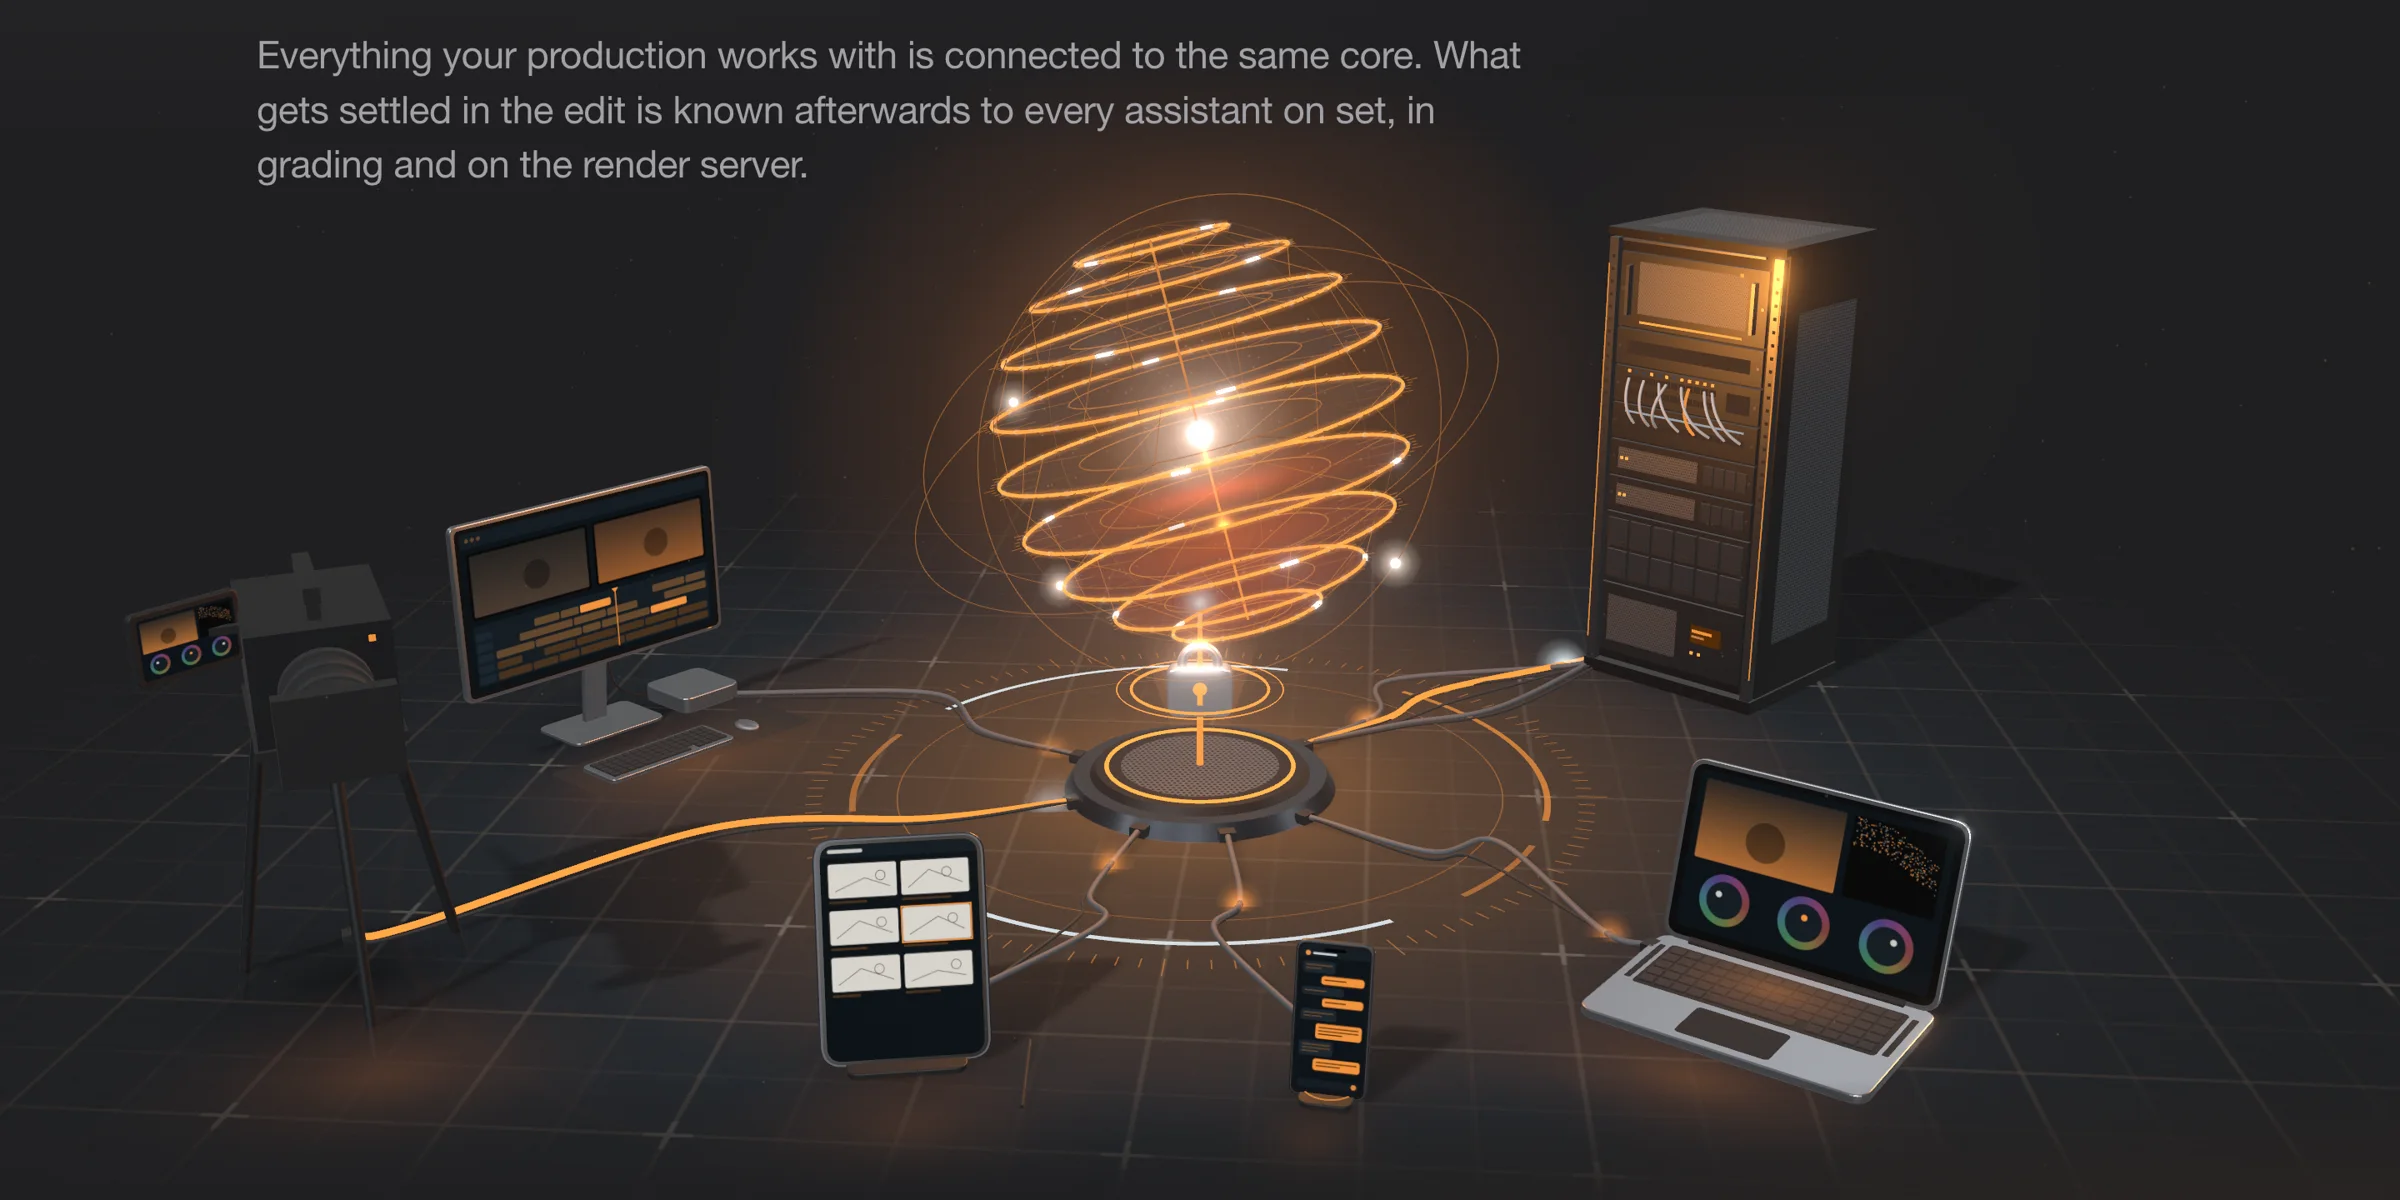 Everything your production works with is connected to the same core. What
gets settled in the edit is known afterwards to every assistant on set, in
grading and on the render server.